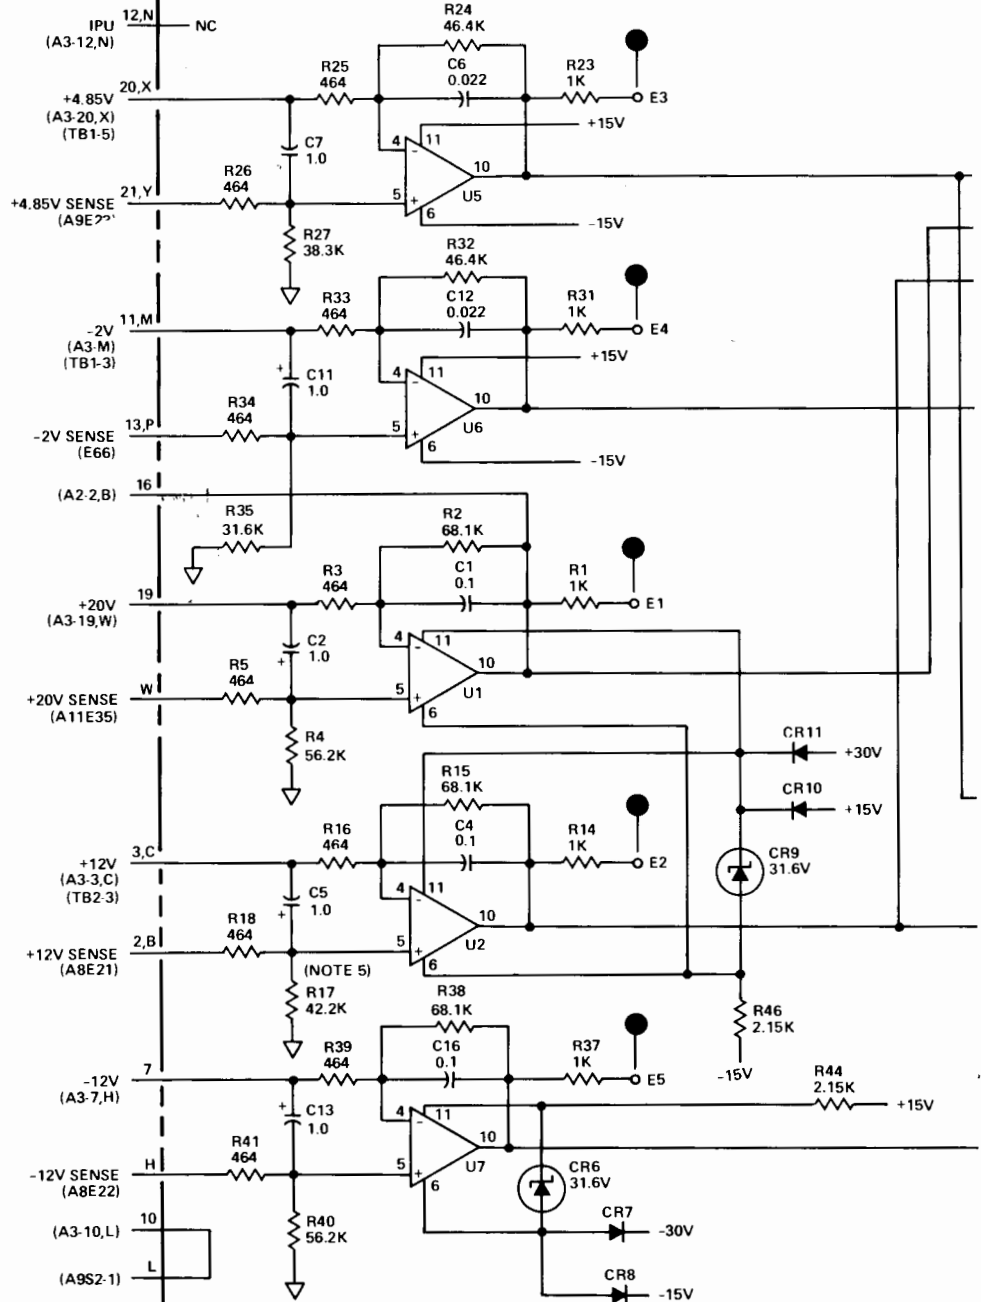 12,N
IPU
NC
(A3-12,N)
R24
46.4K
R25
464
C6
0.022
R23
1K
20,X
+4.85V
E3
(A3-20,X)
(TB1-5)
+15V
C7
1.0
4
-
11
10
U5
R26
464
21,Y
+4.85V SENSE
(A9E22)
5
+
6
-15V
R27
38.3K
R32
46.4K
R33
464
C12
0.022
R31
1K
11,M
-2V
E4
(A3-M)
(TB1-3)
+15V
+
C11
1.0
4
-
11
10
U6
R34
464
13,P
-2V SENSE
(E66)
5
+
6
-15V
16
(A2-2,B)
R35
31.6K
R2
68.1K
R3
464
C1
0.1
R1
1K
19
+20V
E1
(A3-19,W)
4
-
11
C2
1.0
+
10
U1
R5
464
W
+20V SENSE
(A11E35)
5
+
6
R4
56.2K
CR11
+30V
CR10
+15V
R15
68.1K
R16
464
C4
0.1
R14
1K
3,C
+12V
E2
(A3-3,C)
(TB2-3)
CR9
31.6V
4
-
11
C5
1.0
+
10
U2
R18
464
2,B
+12V SENSE
(A8E21)
5
+
6
(NOTE 5)
R17
42.2K
R46
2.15K
-15V
R38
68.1K
R39
464
C16
0.1
R37
1K
7
-12V
E5
(A3-7,H)
R44
2.15K
+15V
+
C13
1.0
4
-
11
10
U7
R41
464
H
-12V SENSE
(A8E22)
5
+
6
CR6
31.6V
R40
56.2K
CR7
-30V
10
(A3-10,L)
L
(A9S2-1)
CR8
-15V